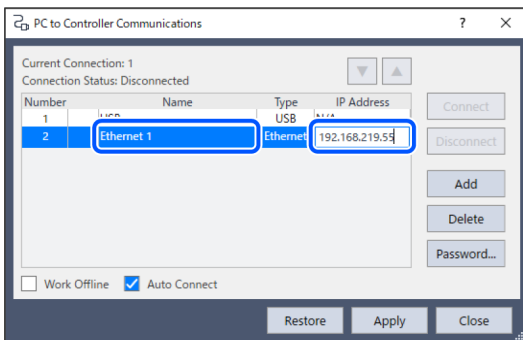 PC to Controller Communications
Current Connection: 1
Connection Status: Disconnected
Number Name Type IP Address
1 USB USB N/A
2 Ethernet 1 Ethernet 192.168.219.55
Connect
Disconnect
Add
Delete
Password...
Work Offline Auto Connect
Restore Apply Close